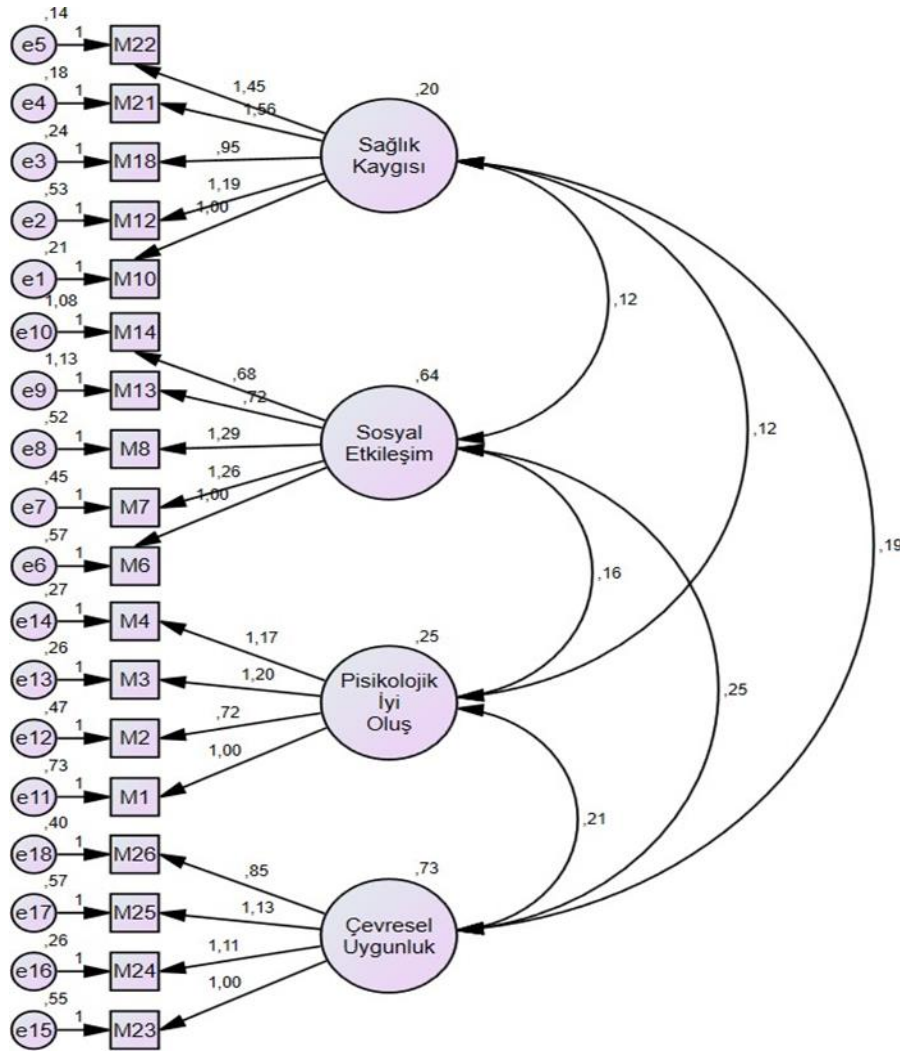 ,14
e5 1 M22
,18
e4 1 M21
,24
e3 1 M18
,53
e2 1 M12
,21
e1 1 M10
1,45
1,56
,95
1,19
1,00
,20
Sağlık
Kaygısı
1,08
e10 1 M14
1,13
e9 1 M13
,52
e8 1 M8
,45
e7 1 M7
,57
e6 1 M6
,68
,72
1,29
1,26
1,00
,64
Sosyal
Etkileşim
,27
e14 1 M4
,26
e13 1 M3
,47
e12 1 M2
,73
e11 1 M1
1,17
1,20
,72
1,00
,25
Pisikolojik
İyi
Oluş
,40
e18 1 M26
,57
e17 1 M25
,26
e16 1 M24
,55
e15 1 M23
,85
1,13
1,11
1,00
,73
Çevresel
Uygunluk
,12
,12
,19
,16
,25
,21